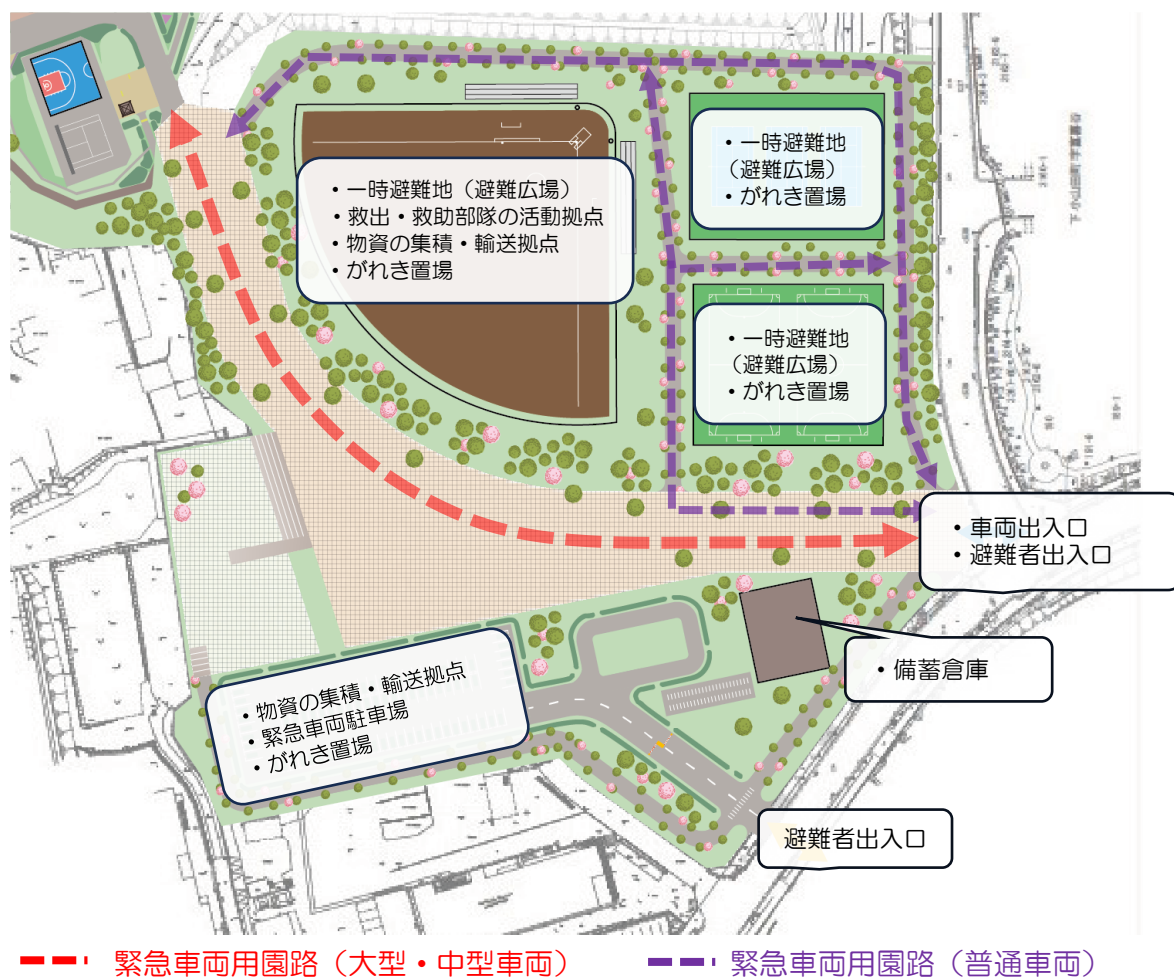 ・一時避難地
(避難広場)
・がれき置場
・一時避難地（避難広場）
・救出・救助部隊の活動拠点
・物資の集積・輸送拠点
・がれき置場
・一時避難地
(避難広場)
・がれき置場
・車両出入口
・避難者出入口
・備蓄倉庫
・物資の集積・輸送拠点
・緊急車両駐車場
・がれき置場
避難者出入口
緊急車両用園路（大型・中型車両）
緊急車両用園路（普通車両）